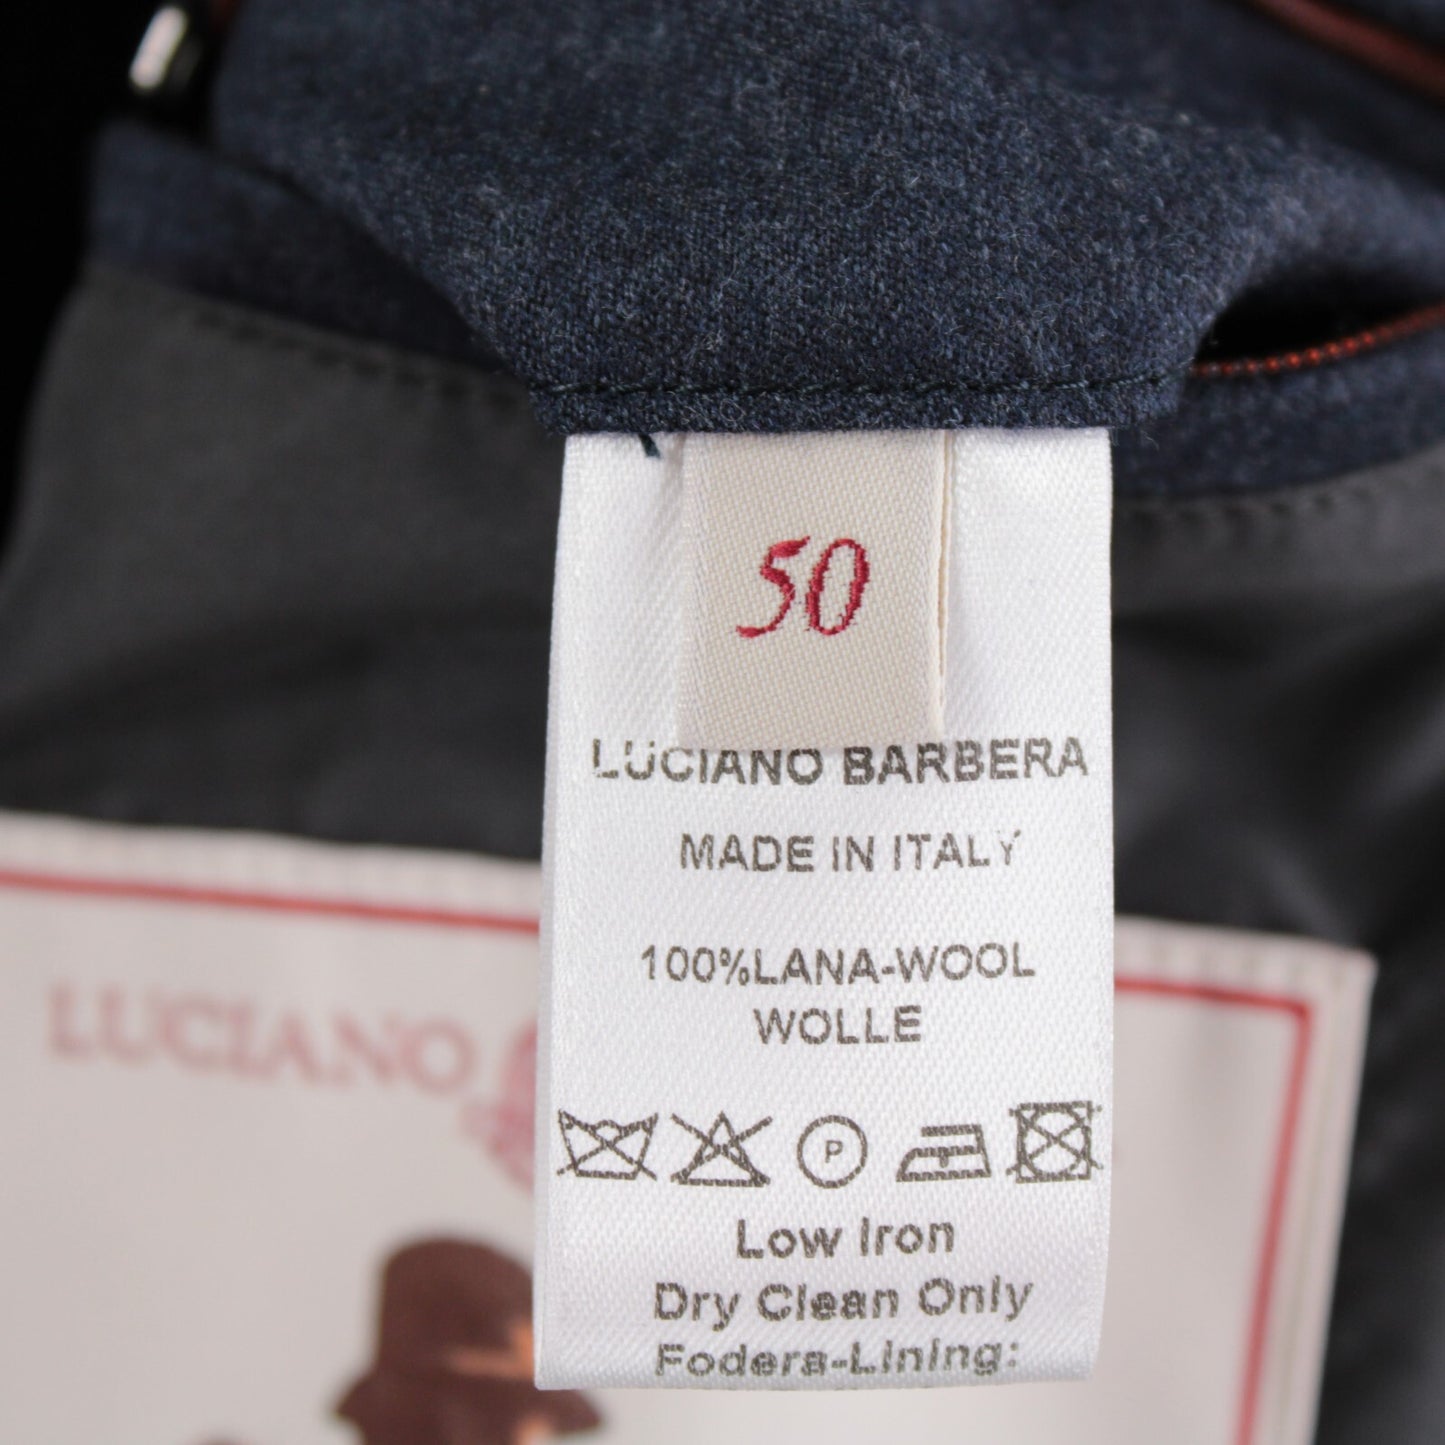 50
LUCIANO BARBERA
MADE IN ITALY
100%LANA-WOOL
WOLLE
P
Low Iron
Dry Clean Only
Fodera-Lining:
LUCIANO